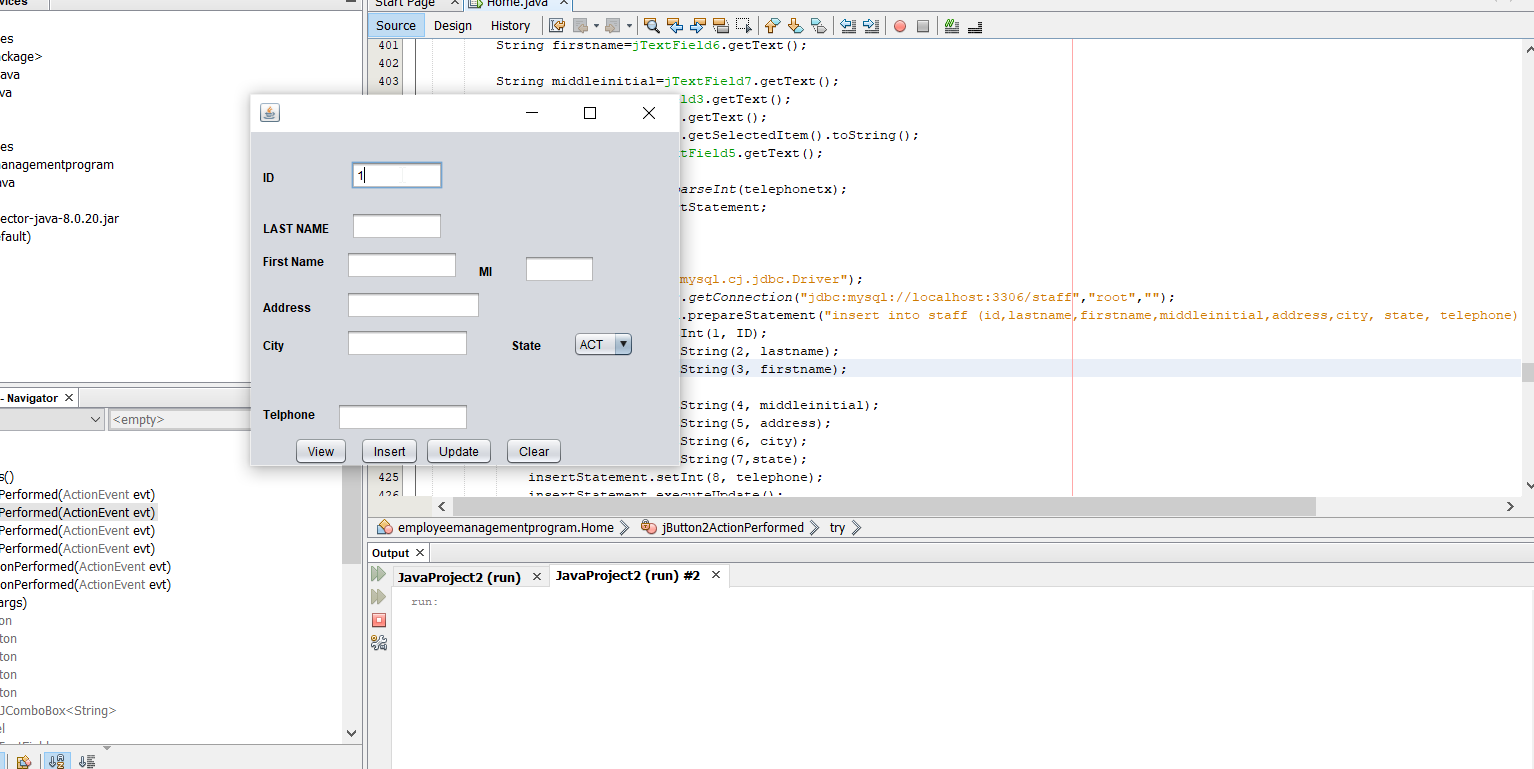 vices
Start Page
Home.java
Source Design History
es
ckage>
ava
va
es
anagementprogram
va
ector-java-8.0.20.jar
efault)
401 String firstname=jTextField6.getText();
402
403 String middleinitial=jTextField7.getText();
ld3.getText();
.getText();
.getSelectedItem().toString();
tField5.getText();
parseInt(telephonetx);
tStatement;
mysql.cj.jdbc.Driver");
.getConnection("jdbc:mysql://localhost:3306/staff","root","");
.prepareStatement("insert into staff (id,lastname,firstname,middleinitial,address,city, state, telephone)
Int(1, ID);
String(2, lastname);
String(3, firstname);
String(4, middleinitial);
String(5, address);
String(6, city);
String(7,state);
425 insertStatement.setInt(8, telephone);
426 insertStatement.executeUpdate();
ID 1
LAST NAME
First Name
MI
Address
City
State ACT
Telphone
View Insert Update Clear
- Navigator
<empty>
s()
Performed(ActionEvent evt)
Performed(ActionEvent evt)
Performed(ActionEvent evt)
Performed(ActionEvent evt)
onPerformed(ActionEvent evt)
onPerformed(ActionEvent evt)
args)
on
ton
ton
ton
ton
JComboBox<String>
el
employeemanagementprogram.Home jButton2ActionPerformed try
Output
JavaProject2 (run) JavaProject2 (run) #2
run: